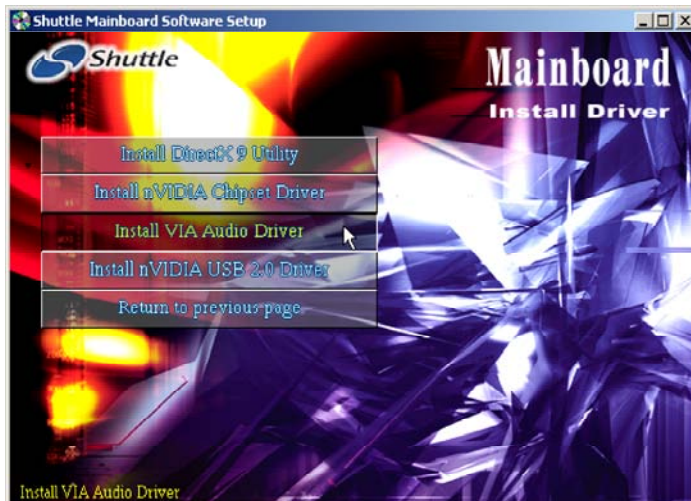 Shuttle Mainboard Software Setup
Shuttle
Mainboard
Install Driver
Install DirectX 9 Utility
Install nVIDIA Chipset Driver
Install VIA Audio Driver
Install nVIDIA USB 2.0 Driver
Return to previous page
Install VIA Audio Driver